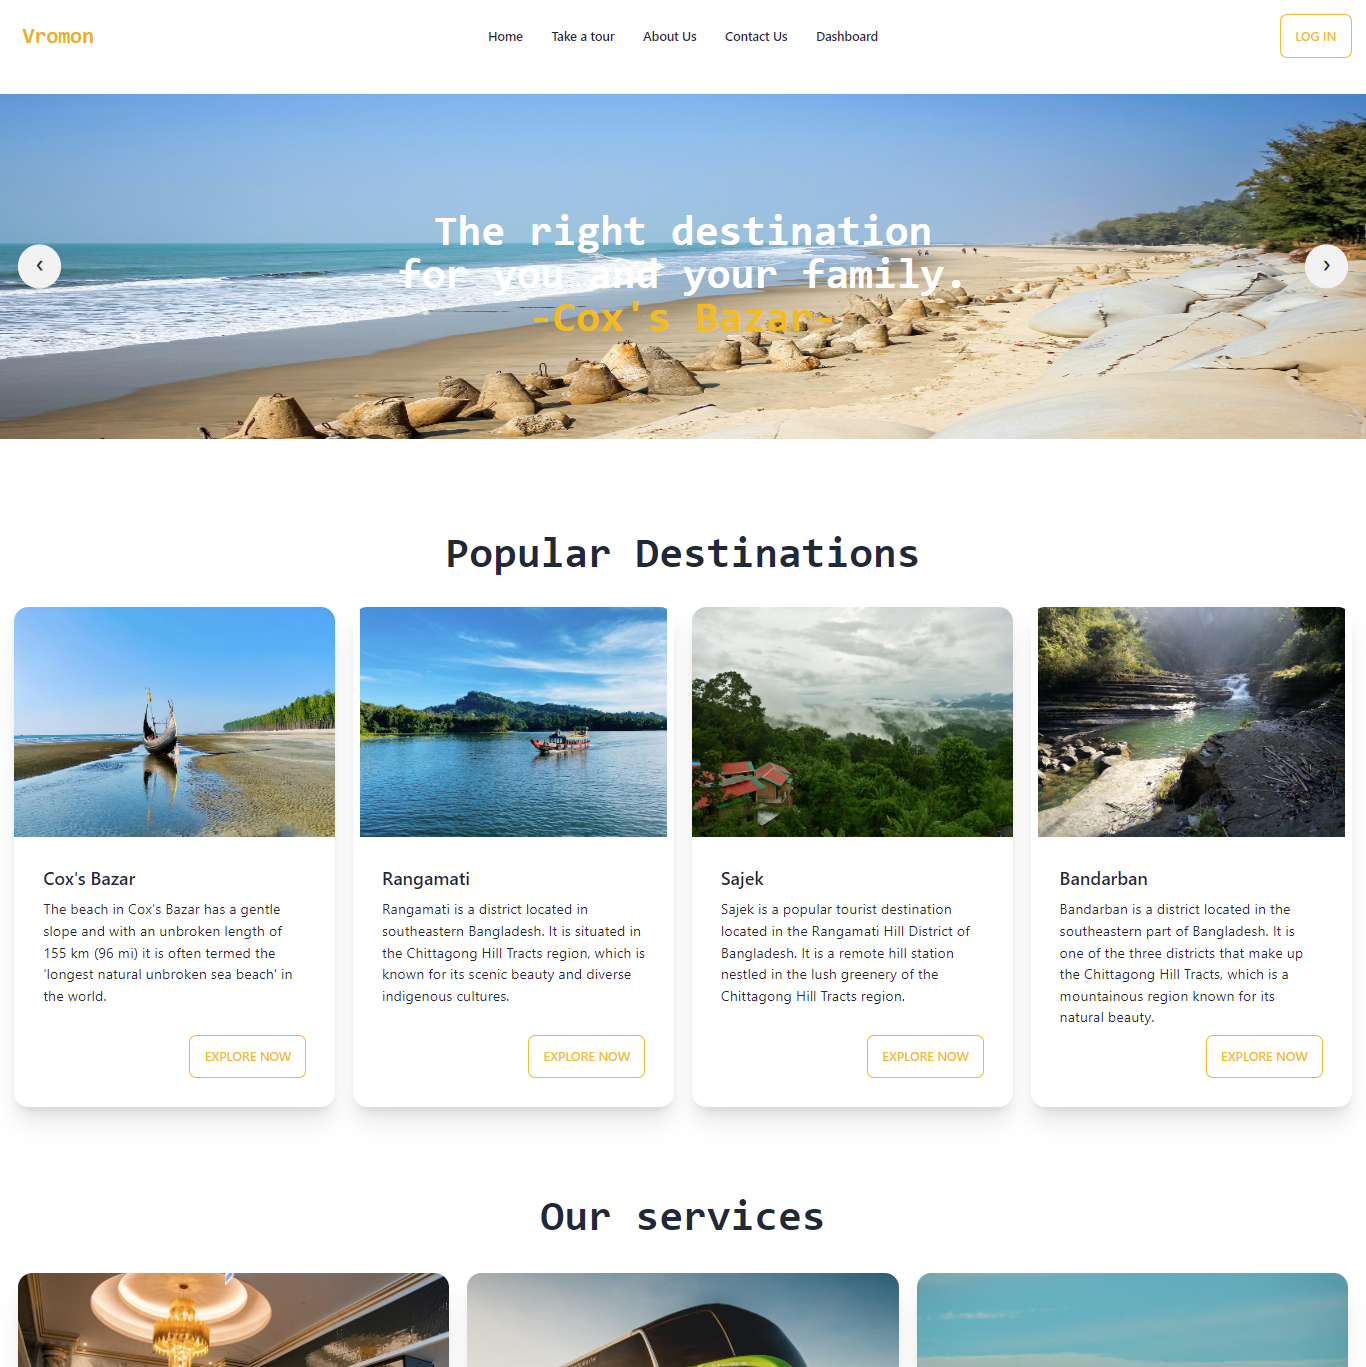 Vromon
Home Take a tour About Us Contact Us Dashboard
LOG IN
The right destination
for you and your family.
-Cox's Bazar-
‹ ›
Popular Destinations
Cox's Bazar
The beach in Cox's Bazar has a gentle
slope and with an unbroken length of
155 km (96 mi) it is often termed the
'longest natural unbroken sea beach' in
the world.
EXPLORE NOW
Rangamati
Rangamati is a district located in
southeastern Bangladesh. It is situated in
the Chittagong Hill Tracts region, which is
known for its scenic beauty and diverse
indigenous cultures.
EXPLORE NOW
Sajek
Sajek is a popular tourist destination
located in the Rangamati Hill District of
Bangladesh. It is a remote hill station
nestled in the lush greenery of the
Chittagong Hill Tracts region.
EXPLORE NOW
Bandarban
Bandarban is a district located in the
southeastern part of Bangladesh. It is
one of the three districts that make up
the Chittagong Hill Tracts, which is a
mountainous region known for its
natural beauty.
EXPLORE NOW
Our services